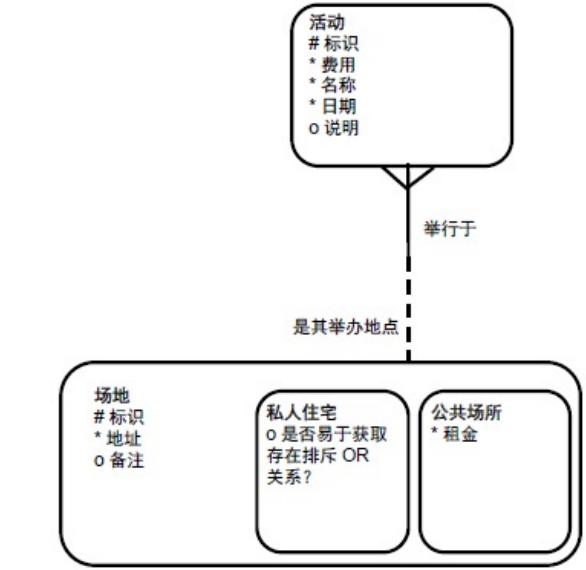 活动
# 标识
* 费用
* 名称
* 日期
o 说明
举行于
是其举办地点
场地
# 标识
* 地址
o 备注
私人住宅
o 是否易于获取
存在排斥 OR
关系？
公共场所
* 租金